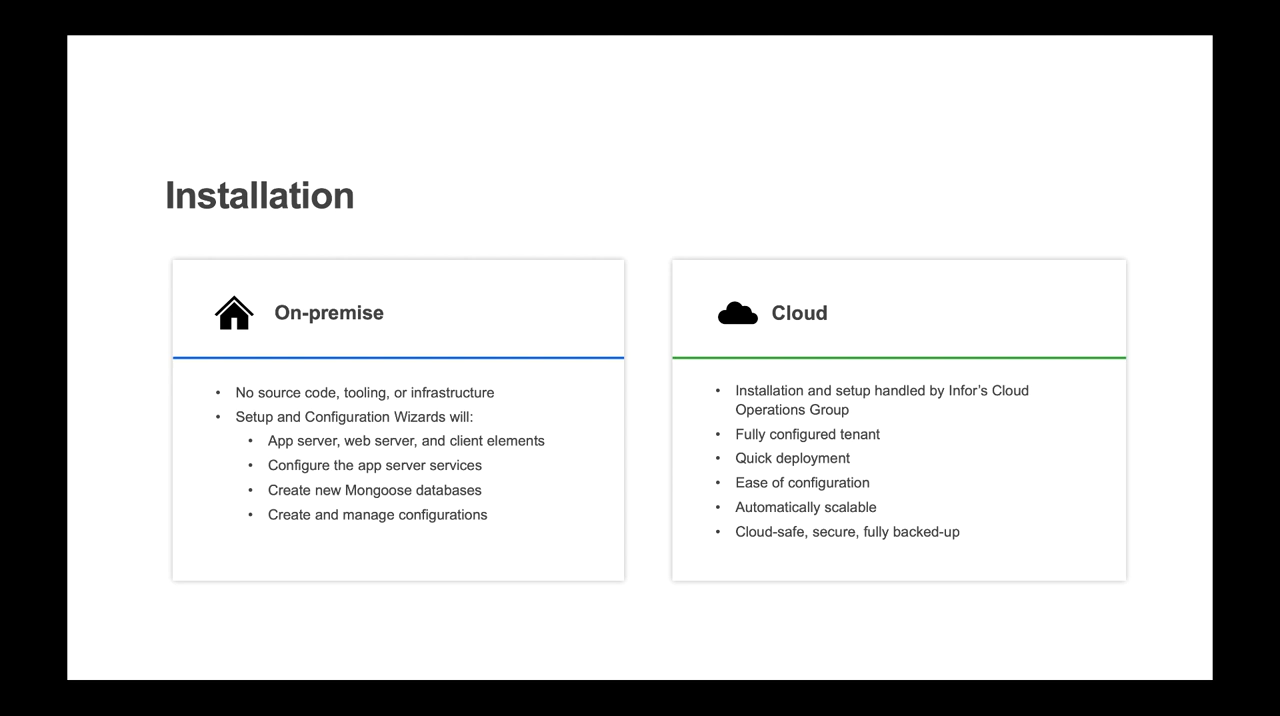 Installation
On-premise
• No source code, tooling, or infrastructure
• Setup and Configuration Wizards will:
• App server, web server, and client elements
• Configure the app server services
• Create new Mongoose databases
• Create and manage configurations
Cloud
• Installation and setup handled by Infor’s Cloud
Operations Group
• Fully configured tenant
• Quick deployment
• Ease of configuration
• Automatically scalable
• Cloud-safe, secure, fully backed-up